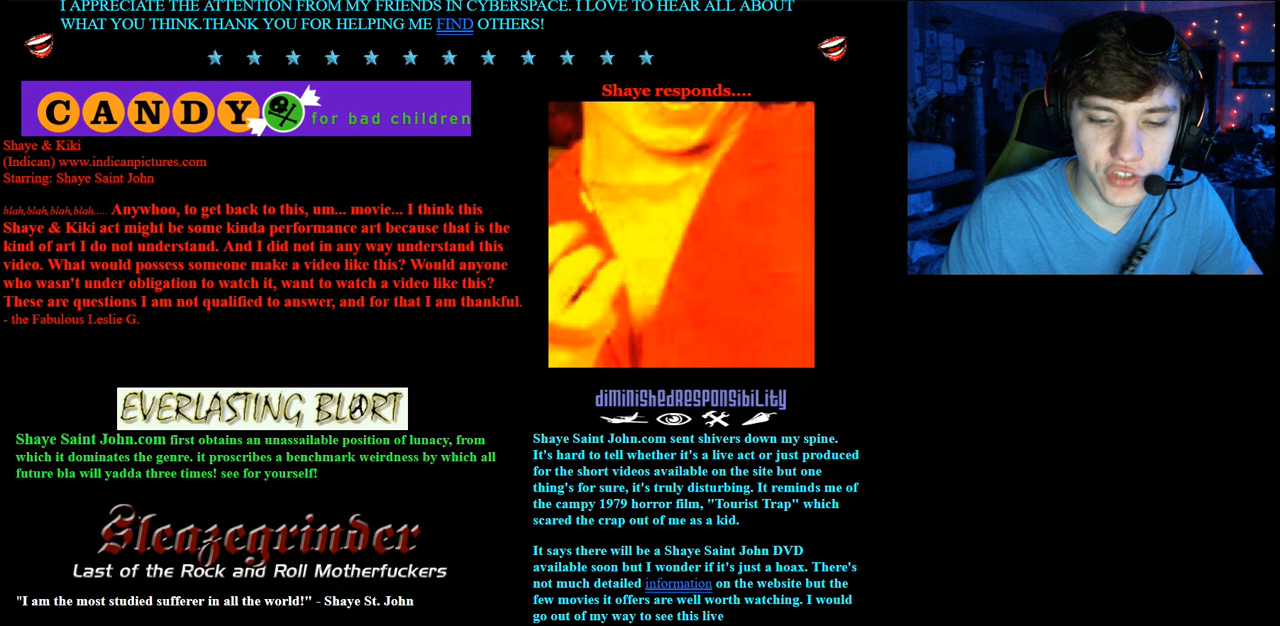 I APPRECIATE THE ATTENTION FROM MY FRIENDS IN CYBERSPACE. I LOVE TO HEAR ALL ABOUT
WHAT YOU THINK.THANK YOU FOR HELPING ME FIND OTHERS!
CANDY for bad children
Shaye & Kiki
(Indican) www.indicanpictures.com
Starring: Shaye Saint John
blah,blah,blah,blah..... Anywhoo, to get back to this, um... movie... I think this
Shaye & Kiki act might be some kinda performance art because that is the
kind of art I do not understand. And I did not in any way understand this
video. What would possess someone make a video like this? Would anyone
who wasn't under obligation to watch it, want to watch a video like this?
These are questions I am not qualified to answer, and for that I am thankful.
- the Fabulous Leslie G.
Shaye responds....
EVERLASTING BLORT
Shaye Saint John.com first obtains an unassailable position of lunacy, from
which it dominates the genre. it proscribes a benchmark weirdness by which all
future bla will yadda three times! see for yourself!
diminishedresponsibility
Shaye Saint John.com sent shivers down my spine.
It's hard to tell whether it's a live act or just produced
for the short videos available on the site but one
thing's for sure, it's truly disturbing. It reminds me of
the campy 1979 horror film, "Tourist Trap" which
scared the crap out of me as a kid.
It says there will be a Shaye Saint John DVD
available soon but I wonder if it's just a hoax. There's
not much detailed information on the website but the
few movies it offers are well worth watching. I would
go out of my way to see this live
Sleazegrinder
Last of the Rock and Roll Motherfuckers
"I am the most studied sufferer in all the world!" - Shaye St. John